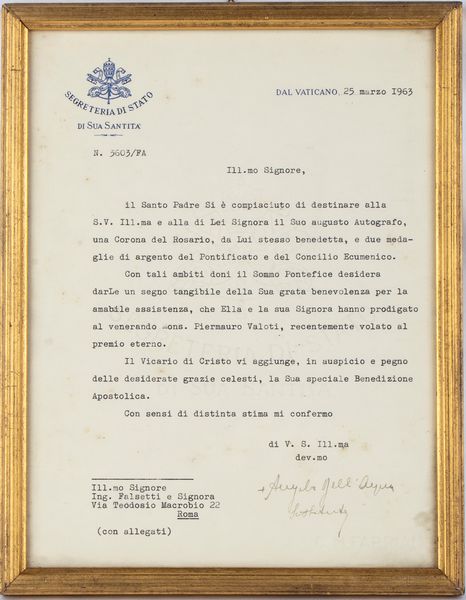 SEGRETERIA DI STATO
DI SUA SANTITÀ
DAL VATICANO, 25 marzo 1963
N. 3603/FA
Ill.mo Signore,
il Santo Padre Si è compiaciuto di destinare alla
S.V. Ill.ma e alla di Lei Signora il Suo augusto Autografo,
una Corona del Rosario, da Lui stesso benedetta, e due meda-
glie di argento del Pontificato e del Concilio Ecumenico.
Con tali ambiti doni il Sommo Pontefice desidera
darLe un segno tangibile della Sua grata benevolenza per la
amabile assistenza, che Ella e la sua Signora hanno prodigato
al venerando mons. Piermauro Valoti, recentemente volato al
premio eterno.
Il Vicario di Cristo vi aggiunge, in auspicio e pegno
delle desiderate grazie celesti, la Sua speciale Benedizione
Apostolica.
Con sensi di distinta stima mi confermo
di V. S. Ill.ma
dev.mo
+ Angelo Dell'Acqua
Sostituto
Ill.mo Signore
Ing. Falsetti e Signora
Via Teodosio Macrobio 22
Roma
(con allegati)